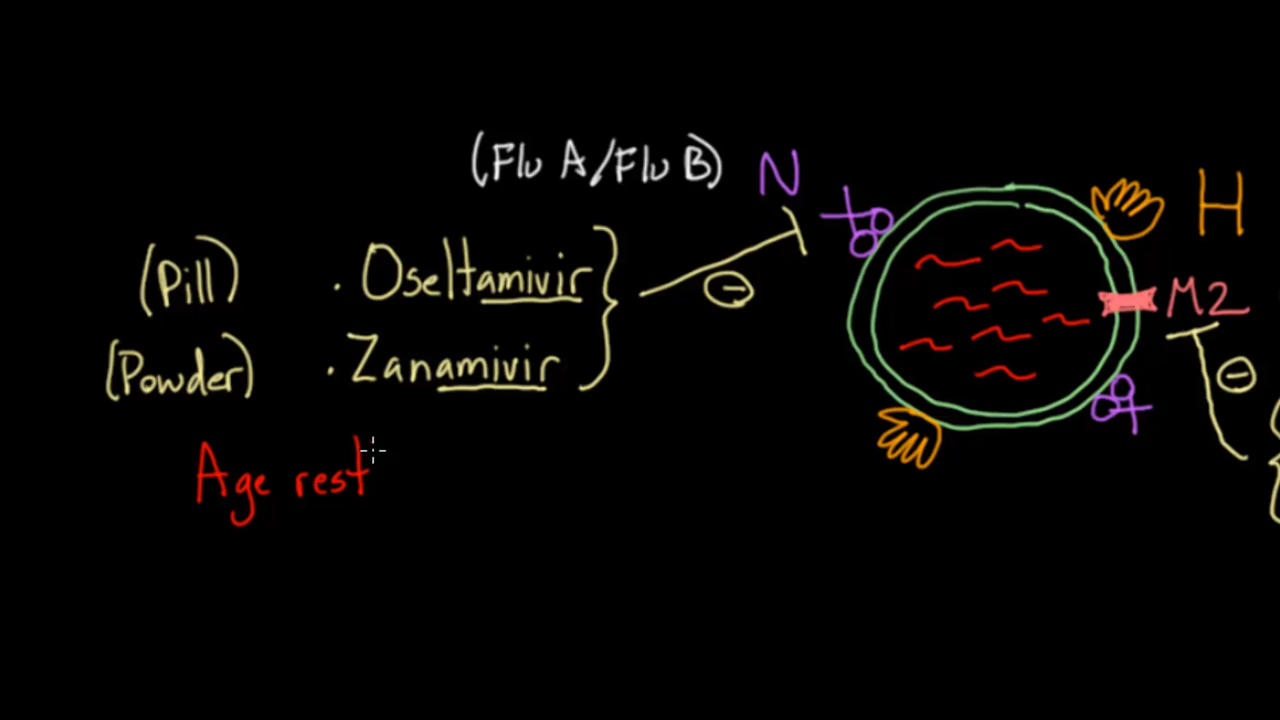 (Flu A/Flu B) N
H
(Pill) · Oseltamivir
M2
(Powder) · Zanamivir
Age rest